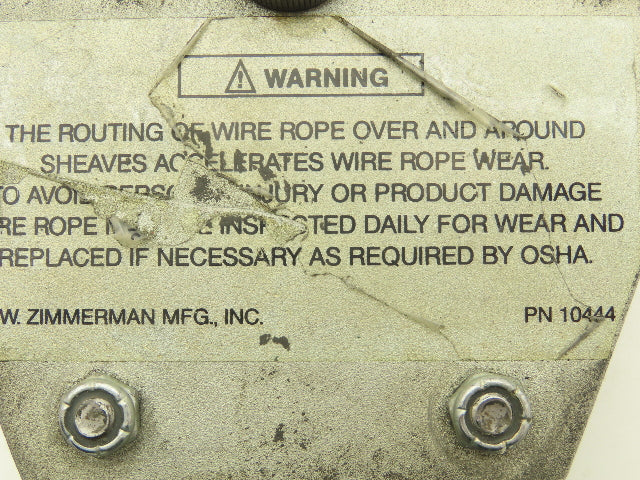 WARNING
THE ROUTING OF WIRE ROPE OVER AND AROUND
SHEAVES ACCELERATES WIRE ROPE WEAR.
TO AVOID PERSONAL INJURY OR PRODUCT DAMAGE
ROPE INSPECTED DAILY FOR WEAR AND
REPLACED IF NECESSARY AS REQUIRED BY OSHA.
W. ZIMMERMAN MFG., INC.
PN 10444